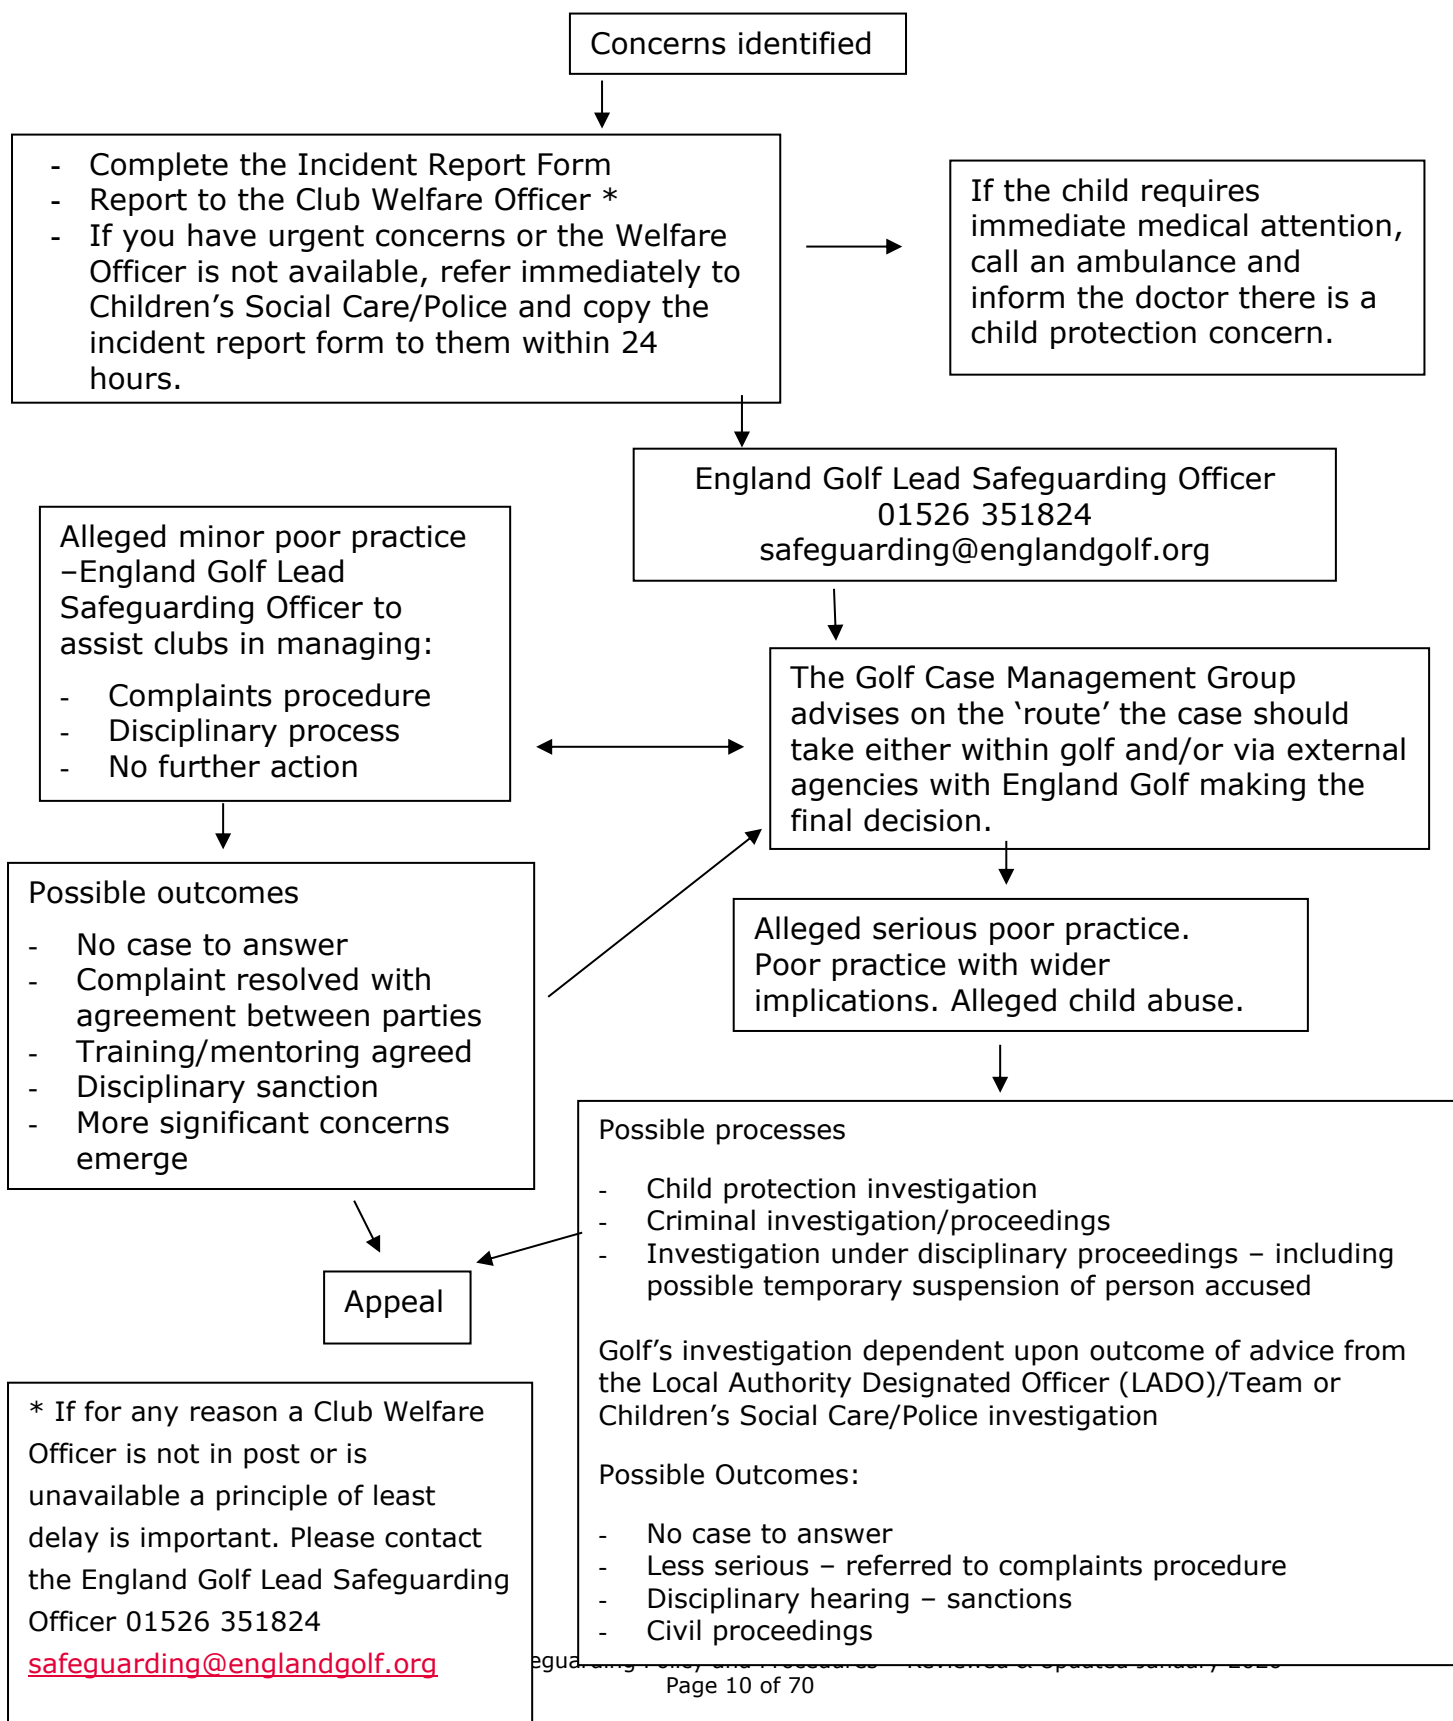 Concerns identified
- Complete the Incident Report Form
- Report to the Club Welfare Officer *
- If you have urgent concerns or the Welfare
Officer is not available, refer immediately to
Children’s Social Care/Police and copy the
incident report form to them within 24
hours.
If the child requires
immediate medical attention,
call an ambulance and
inform the doctor there is a
child protection concern.
England Golf Lead Safeguarding Officer
01526 351824
safeguarding@englandgolf.org
Alleged minor poor practice
–England Golf Lead
Safeguarding Officer to
assist clubs in managing:
- Complaints procedure
- Disciplinary process
- No further action
The Golf Case Management Group
advises on the ‘route’ the case should
take either within golf and/or via external
agencies with England Golf making the
final decision.
Possible outcomes
- No case to answer
- Complaint resolved with
agreement between parties
- Training/mentoring agreed
- Disciplinary sanction
- More significant concerns
emerge
Alleged serious poor practice.
Poor practice with wider
implications. Alleged child abuse.
Possible processes
- Child protection investigation
- Criminal investigation/proceedings
- Investigation under disciplinary proceedings – including
possible temporary suspension of person accused
Golf’s investigation dependent upon outcome of advice from
the Local Authority Designated Officer (LADO)/Team or
Children’s Social Care/Police investigation
Possible Outcomes:
- No case to answer
- Less serious – referred to complaints procedure
- Disciplinary hearing – sanctions
- Civil proceedings
Appeal
* If for any reason a Club Welfare
Officer is not in post or is
unavailable a principle of least
delay is important. Please contact
the England Golf Lead Safeguarding
Officer 01526 351824
safeguarding@englandgolf.org
Policy and Procedures Reviewed & Updated January
Page 10 of 70